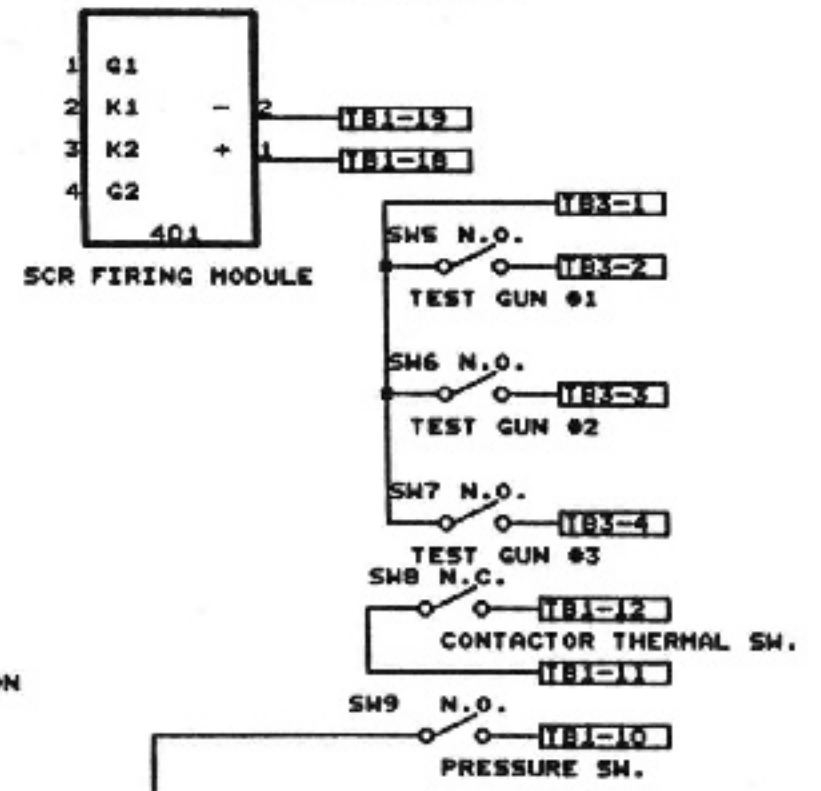 1 G1
2 K1 - 2 TB1-19
3 K2 + 1 TB1-18
4 G2
401
SCR FIRING MODULE
TB3-1
SW5 N.O.
TB3-2
TEST GUN #1
SW6 N.O.
TB3-3
TEST GUN #2
SW7 N.O.
TB3-4
TEST GUN #3
SW8 N.C.
TB1-12
CONTACTOR THERMAL SW.
TB1-11
ON
SW9 N.O.
TB1-10
PRESSURE SW.